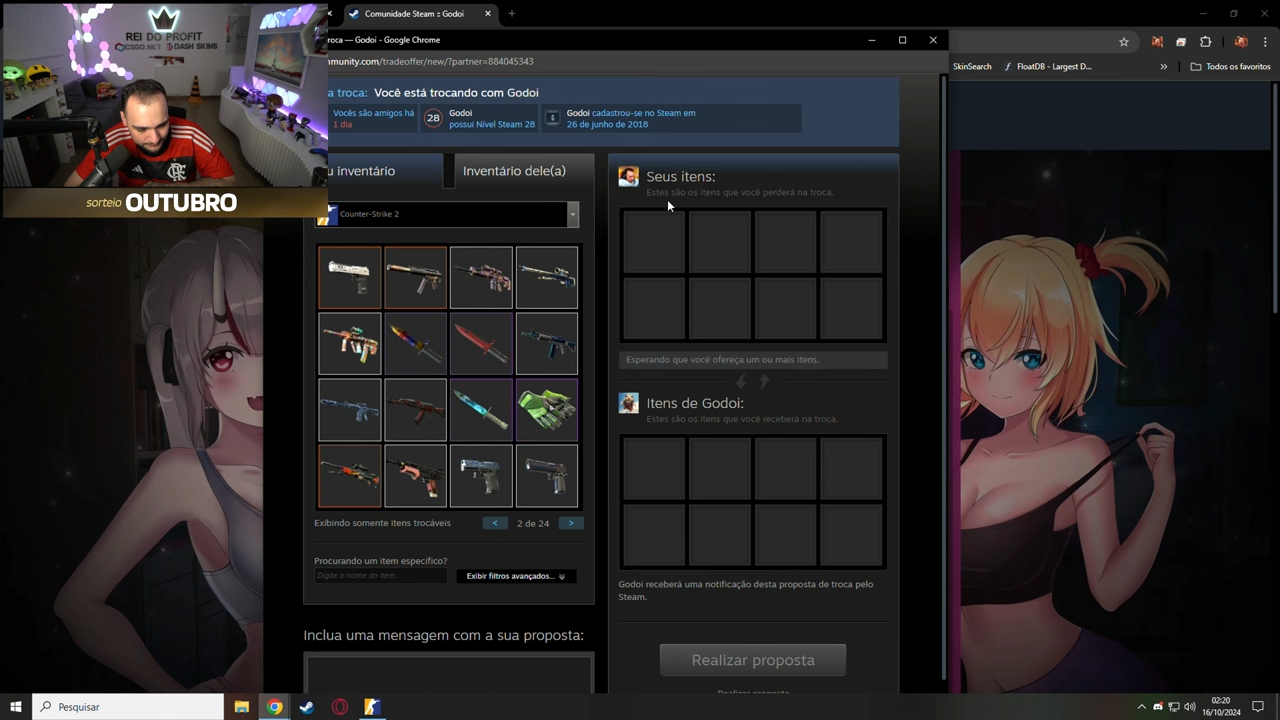 Comunidade Steam :: Godoi
REI DO PROFIT
CSGO.NET DASH SKINS
sorteio OUTUBRO
roca — Godoi - Google Chrome
mmunity.com/tradeoffer/new/?partner=884045343
SkinSearch
FloatDB - Largest D...
Todos os favoritos
a troca: Você está trocando com Godoi
Vocês são amigos há
1 dia
28
Godoi
possui Nível Steam 28
6
Godoi cadastrou-se no Steam em
26 de junho de 2018
u inventário
Inventário dele(a)
Counter-Strike 2
Exibindo somente itens trocáveis
< 2 de 24 >
Procurando um item específico?
Digite o nome do item...
Exibir filtros avançados...
Inclua uma mensagem com a sua proposta:
Seus itens:
Estes são os itens que você perderá na troca.
Esperando que você ofereça um ou mais itens.
Itens de Godoi:
Estes são os itens que você receberá na troca.
Godoi receberá uma notificação desta proposta de troca pelo
Steam.
Realizar proposta
Realizar proposta
Pesquisar
02:20
16/10/2024